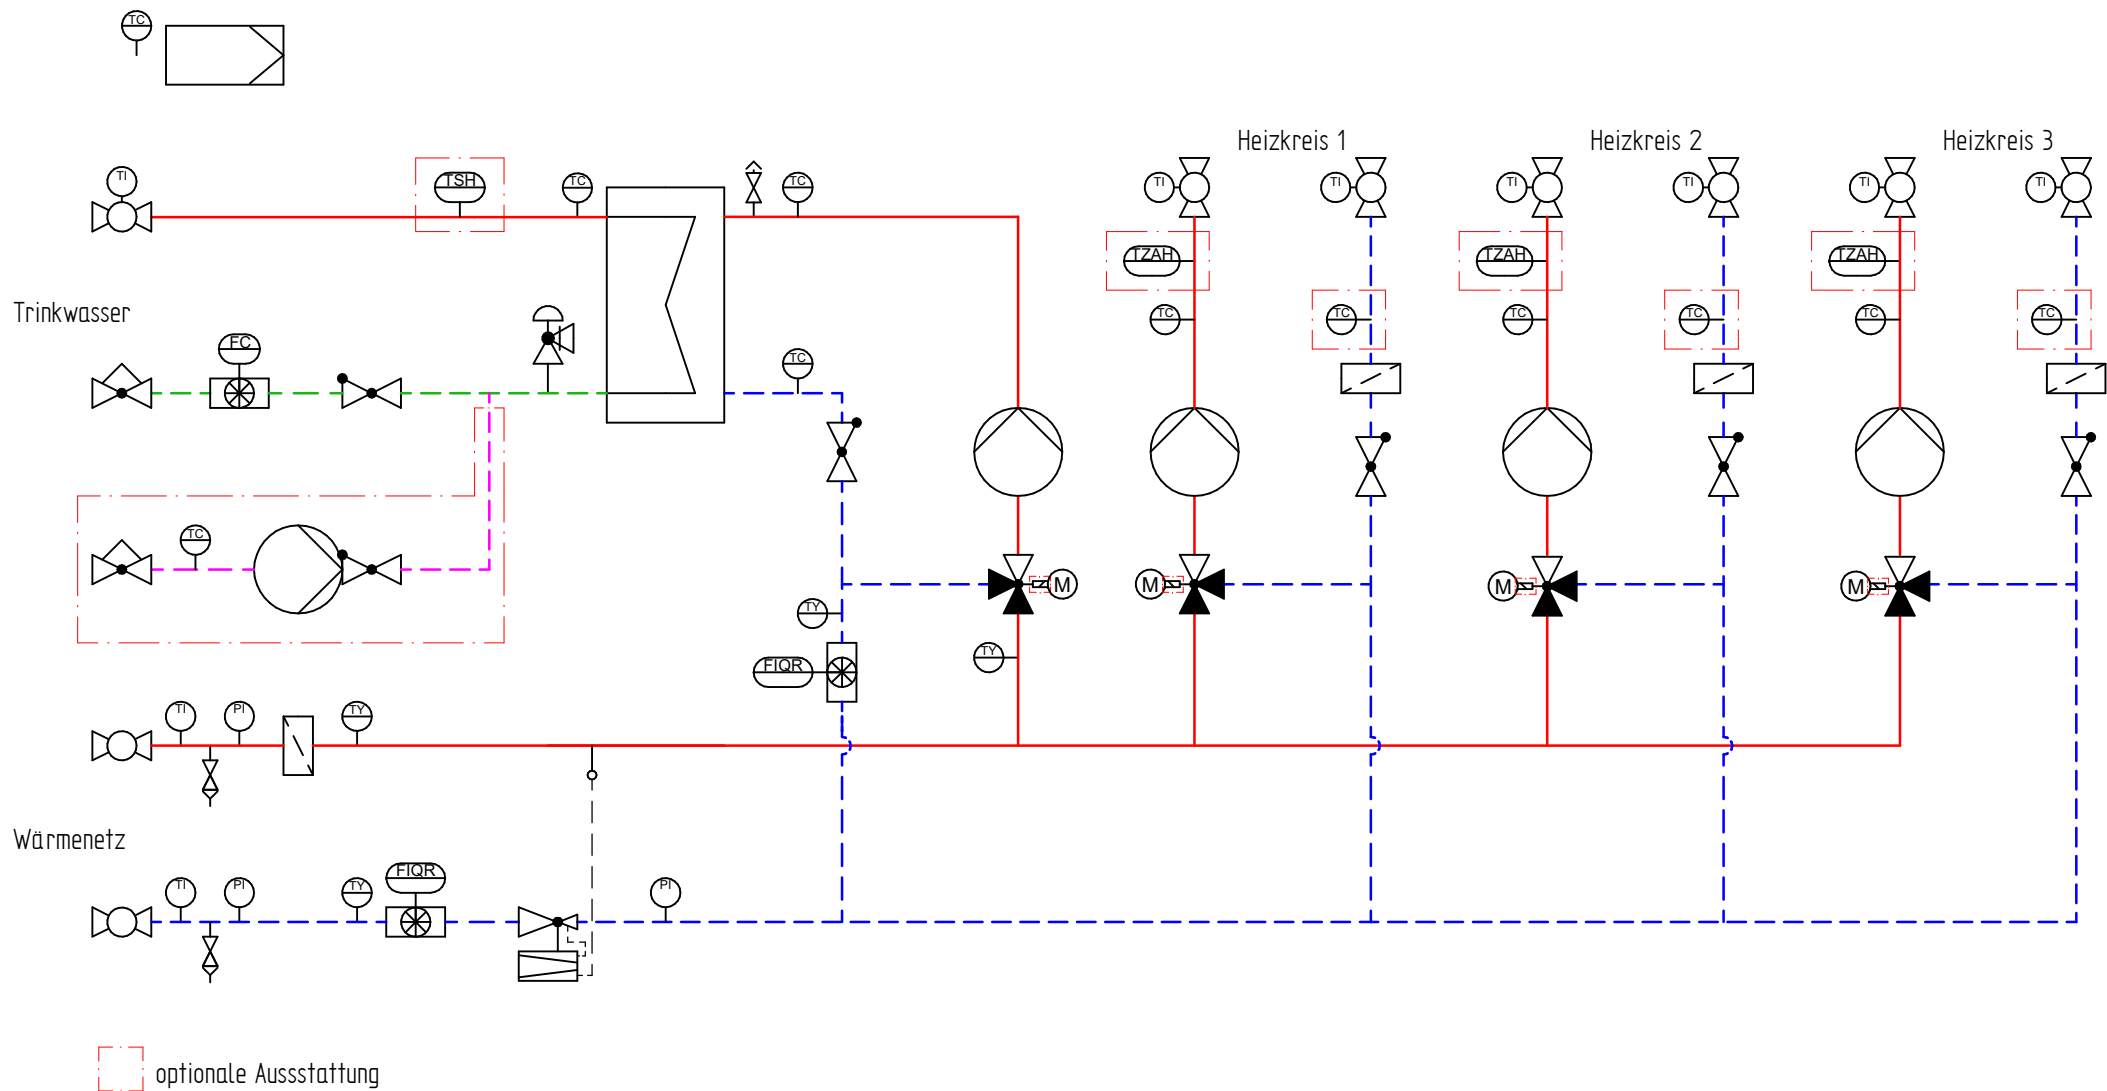 TC
Heizkreis 1
Heizkreis 2
Heizkreis 3
TI
TSH
TC
TC
TI
TI
TI
TI
TI
TI
TZAH
TZAH
TZAH
Trinkwasser
FC
TC
TC
TC
TC
TC
TC
TC
TC
M
M
M
M
TY
TY
FIQR
TI
PI
TY
Wärmenetz
TI
PI
TY
FIQR
PI
optionale Aussstattung